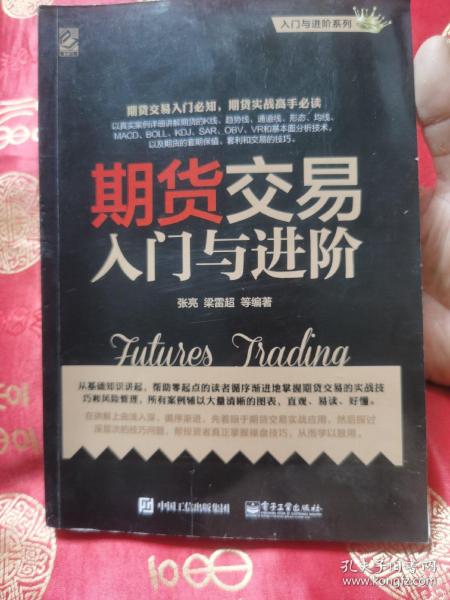 入门与进阶系列
期货交易入门必知，期货实战高手必读
以真实案例详细讲解期货的K线、趋势线、通道线、形态、均线、
MACD、BOLL、KDJ、SAR、OBV、VR和基本面分析技术，
以及期货的套期保值、套利和交易的技巧。
期货交易
入门与进阶
张亮 梁雷超 等编著
Futures Trading
从基础知识讲起，帮助零起点的读者循序渐进地掌握期货交易的实战技
巧和风险管理，所有案例辅以大量清晰的图表，直观、易读、好懂。
在讲解上由浅入深、循序渐进，先着眼于期货交易实战应用，然后探讨
深层次的技巧问题，帮投资者真正掌握操盘技巧，从而学以致用。
中国工信出版集团 电子工业出版社
孔夫子旧书网
www.kongfz.com